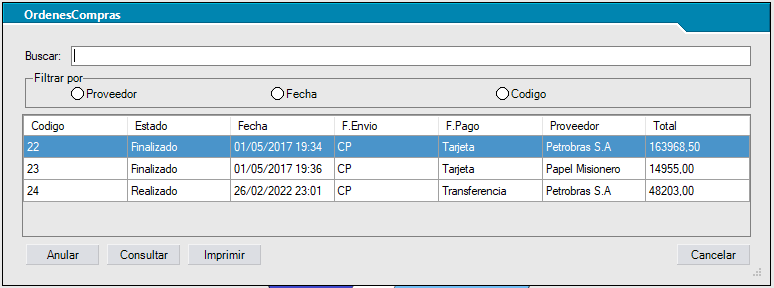 OrdenesCompras
Buscar:
Filtrar por
Proveedor Fecha Codigo
Codigo Estado Fecha F.Envio F.Pago Proveedor Total
22 Finalizado 01/05/2017 19:34 CP Tarjeta Petrobras S.A 163968,50
23 Finalizado 01/05/2017 19:36 CP Tarjeta Papel Misionero 14955,00
24 Realizado 26/02/2022 23:01 CP Transferencia Petrobras S.A 48203,00
Anular Consultar Imprimir Cancelar